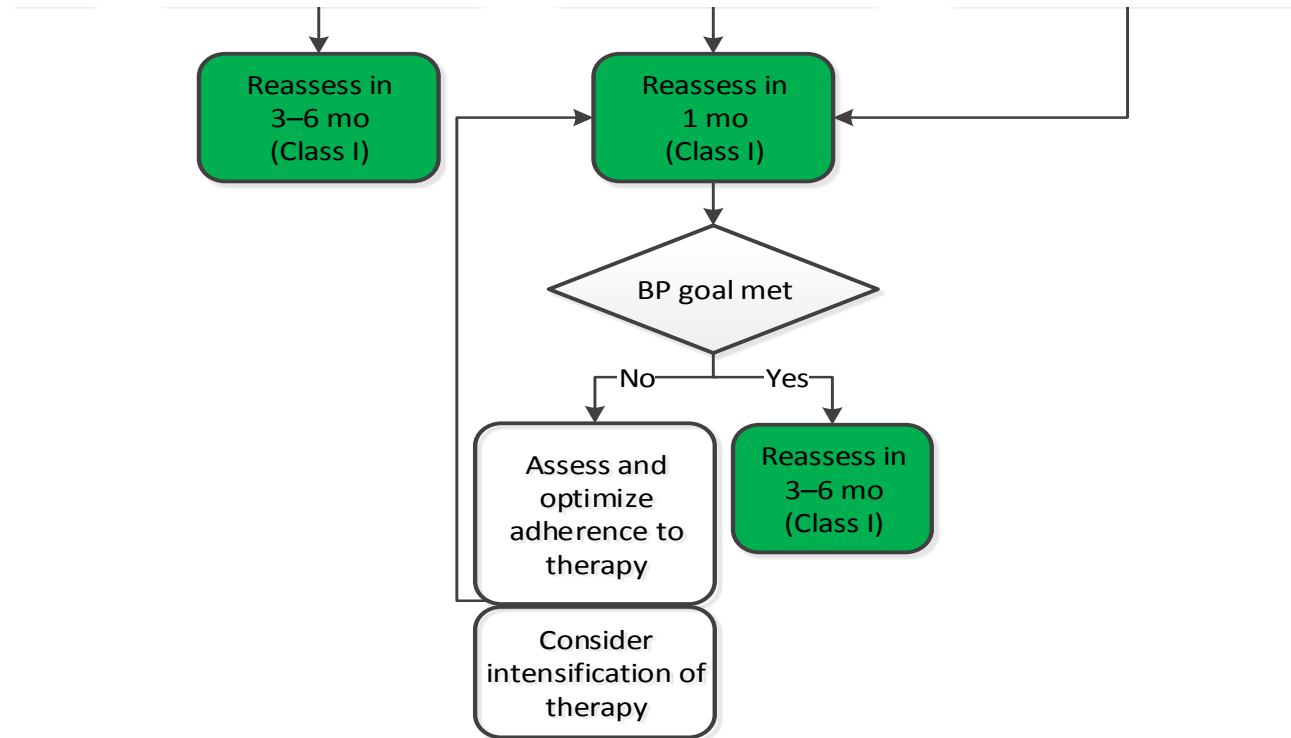 Reassess in
3–6 mo
(Class I)
Reassess in
1 mo
(Class I)
BP goal met
No
Yes
Assess and
optimize
adherence to
therapy
Reassess in
3–6 mo
(Class I)
Consider
intensification of
therapy